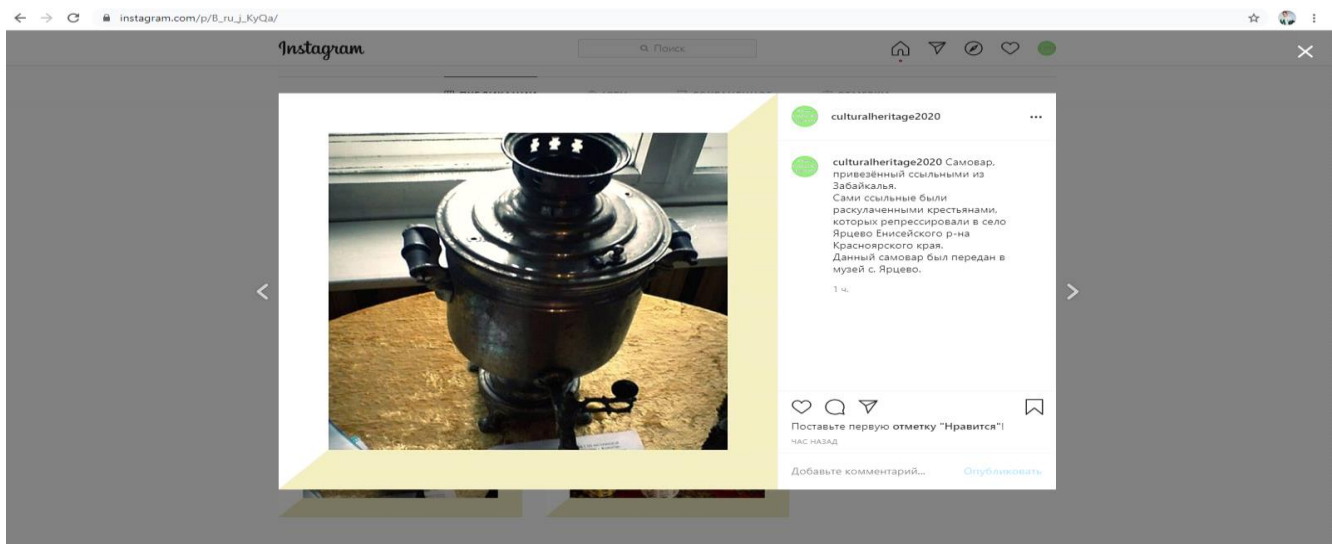 instagram.com/p/B_ru_j_KyQa/
Instagram
Поиск
culturalheritage2020
culturalheritage2020 Самовар,
привезённый ссыльными из
Забайкалья.
Сами ссыльные были
раскулаченными крестьянами,
которых репрессировали в село
Ярцево Енисейского р-на
Красноярского края.
Данный самовар был передан в
музей с. Ярцево.
1 ч.
Поставьте первую отметку "Нравится"!
ЧАС НАЗАД
Добавьте комментарий... Опубликовать